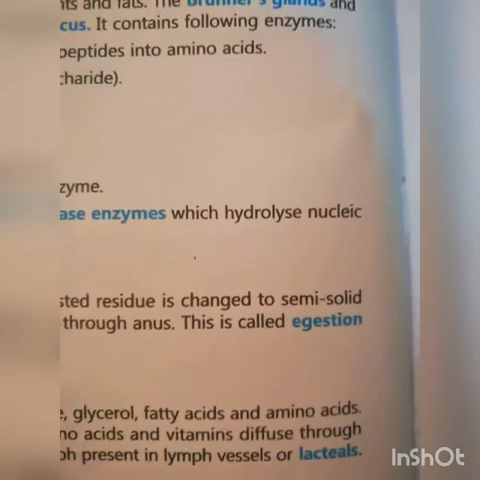 and fats. The Brunner's glands and
cus. It contains following enzymes:
peptides into amino acids.
charide).
zyme.
ase enzymes which hydrolyse nucleic
sted residue is changed to semi-solid
through anus. This is called egestion
e, glycerol, fatty acids and amino acids.
no acids and vitamins diffuse through
ph present in lymph vessels or lacteals.
InShOt